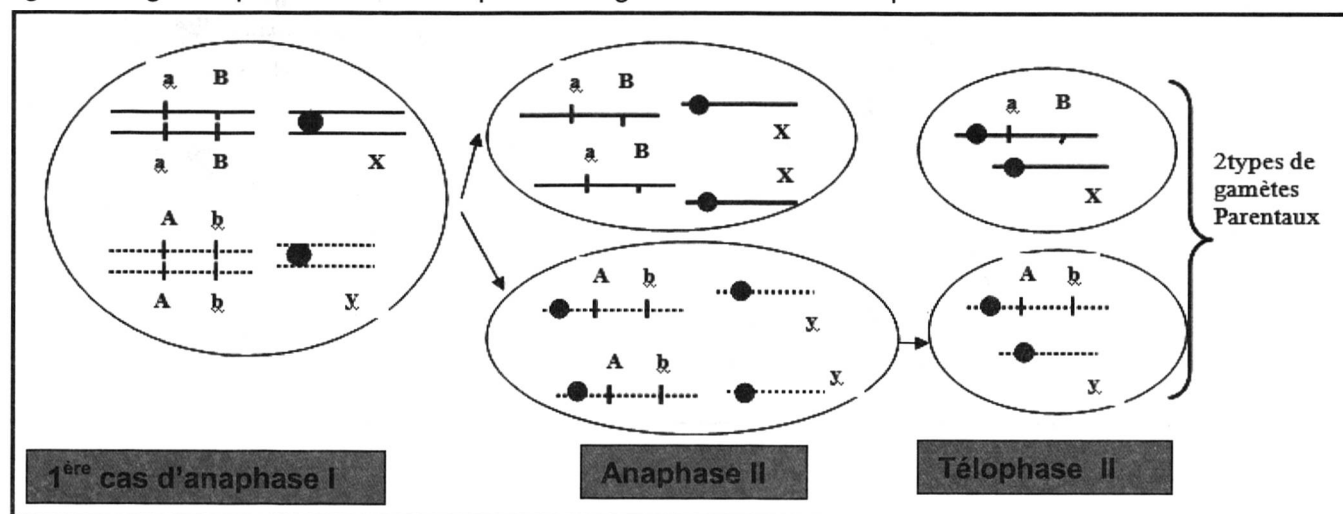 a B
a B
X
A b
A b
y
a B
X
a B
X
A b
y
A b
y
a B
X
A b
y
2types de
gamètes
Parentaux
1ère cas d'anaphase I
Anaphase II
Télophase II